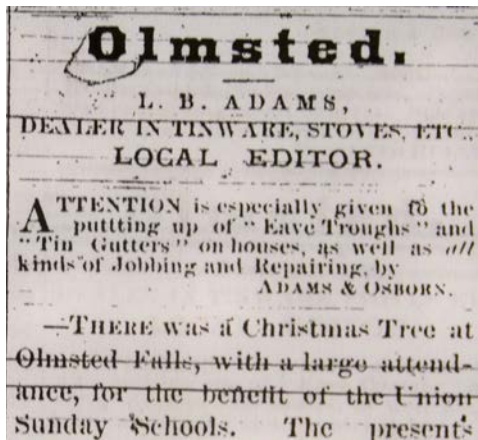 Olmsted.
L. B. ADAMS,
DEALER IN TINWARE, STOVES, ETC.,
LOCAL EDITOR.
ATTENTION is especially given to the
puttting up of "Eave Troughs" and
"Tin Gutters" on houses, as well as all
kinds of Jobbing and Repairing, by
ADAMS & OSBORN.
—THERE was a Christmas Tree at
Olmsted Falls, with a large attend-
ance, for the benefit of the Union
Sunday Schools. The presents